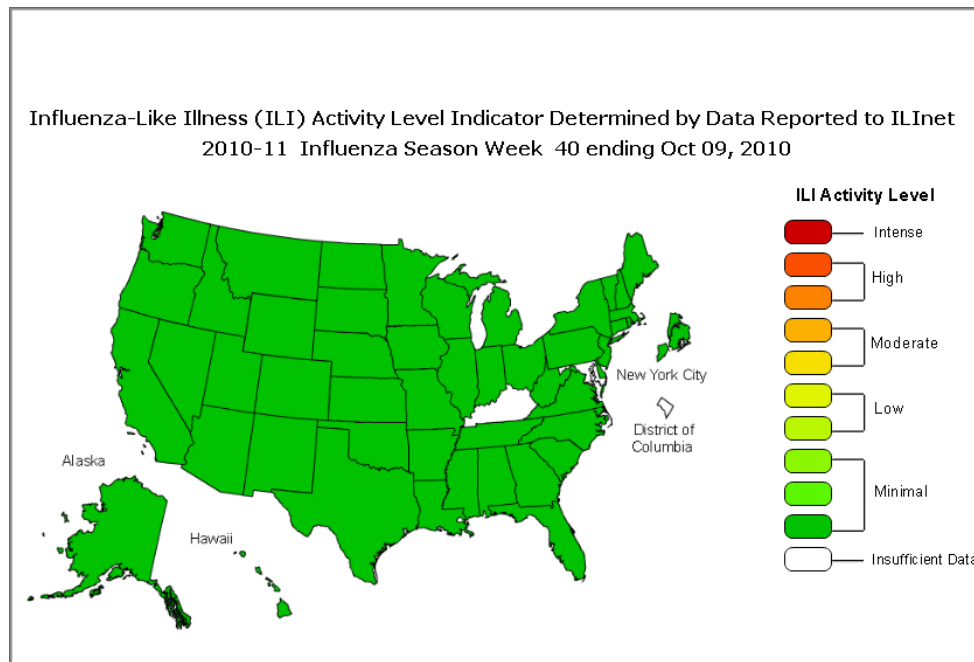 Influenza-Like Illness (ILI) Activity Level Indicator Determined by Data Reported to ILInet
2010-11 Influenza Season Week 40 ending Oct 09, 2010
ILI Activity Level
Intense
High
Moderate
Low
Minimal
Insufficient Data
New York City
District of
Columbia
Alaska
Hawaii